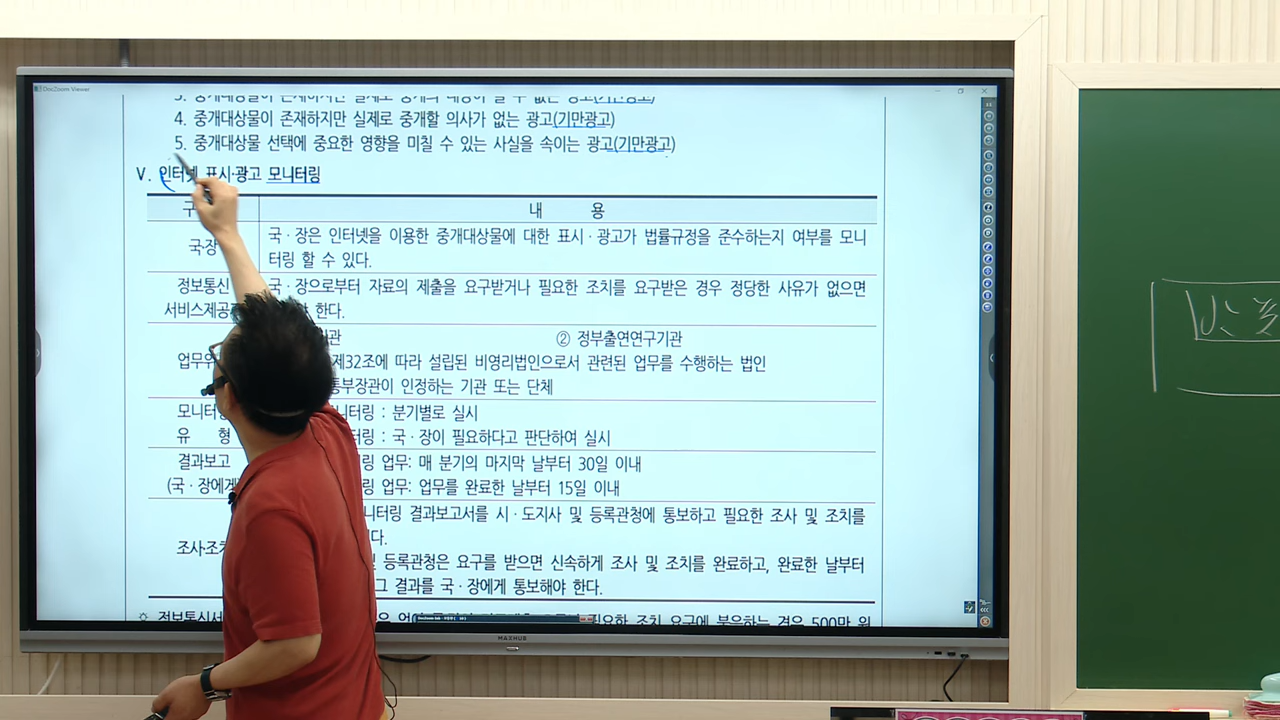 DocZoom Viewer
4. 중개대상물이 존재하지만 실제로 중개할 의사가 없는 광고(기만광고)
5. 중개대상물 선택에 중요한 영향을 미칠 수 있는 사실을 속이는 광고(기만광고)
Ⅴ. 인터넷 표시·광고 모니터링
내 용
국·장 국·장은 인터넷을 이용한 중개대상물에 대한 표시·광고가 법률규정을 준수하는지 여부를 모니
터링 할 수 있다.
정보통신 국·장으로부터 자료의 제출을 요구받거나 필요한 조치를 요구받은 경우 정당한 사유가 없으면
서비스제공 한다.
② 정부출연연구기관
제32조에 따라 설립된 비영리법인으로서 관련된 업무를 수행하는 법인
인정하는 기관 또는 단체
모니터링 : 분기별로 실시
유 형 : 국·장이 필요하다고 판단하여 실시
결과보고 업무: 매 분기의 마지막 날부터 30일 이내
(국·장에게 업무: 업무를 완료한 날부터 15일 이내
결과보고서를 시·도지사 및 등록관청에 통보하고 필요한 조사 및 조치를
조사조치
등록관청은 요구를 받으면 신속하게 조사 및 조치를 완료하고, 완료한 날부터
그 결과를 국·장에게 통보해야 한다.
MAXHUB